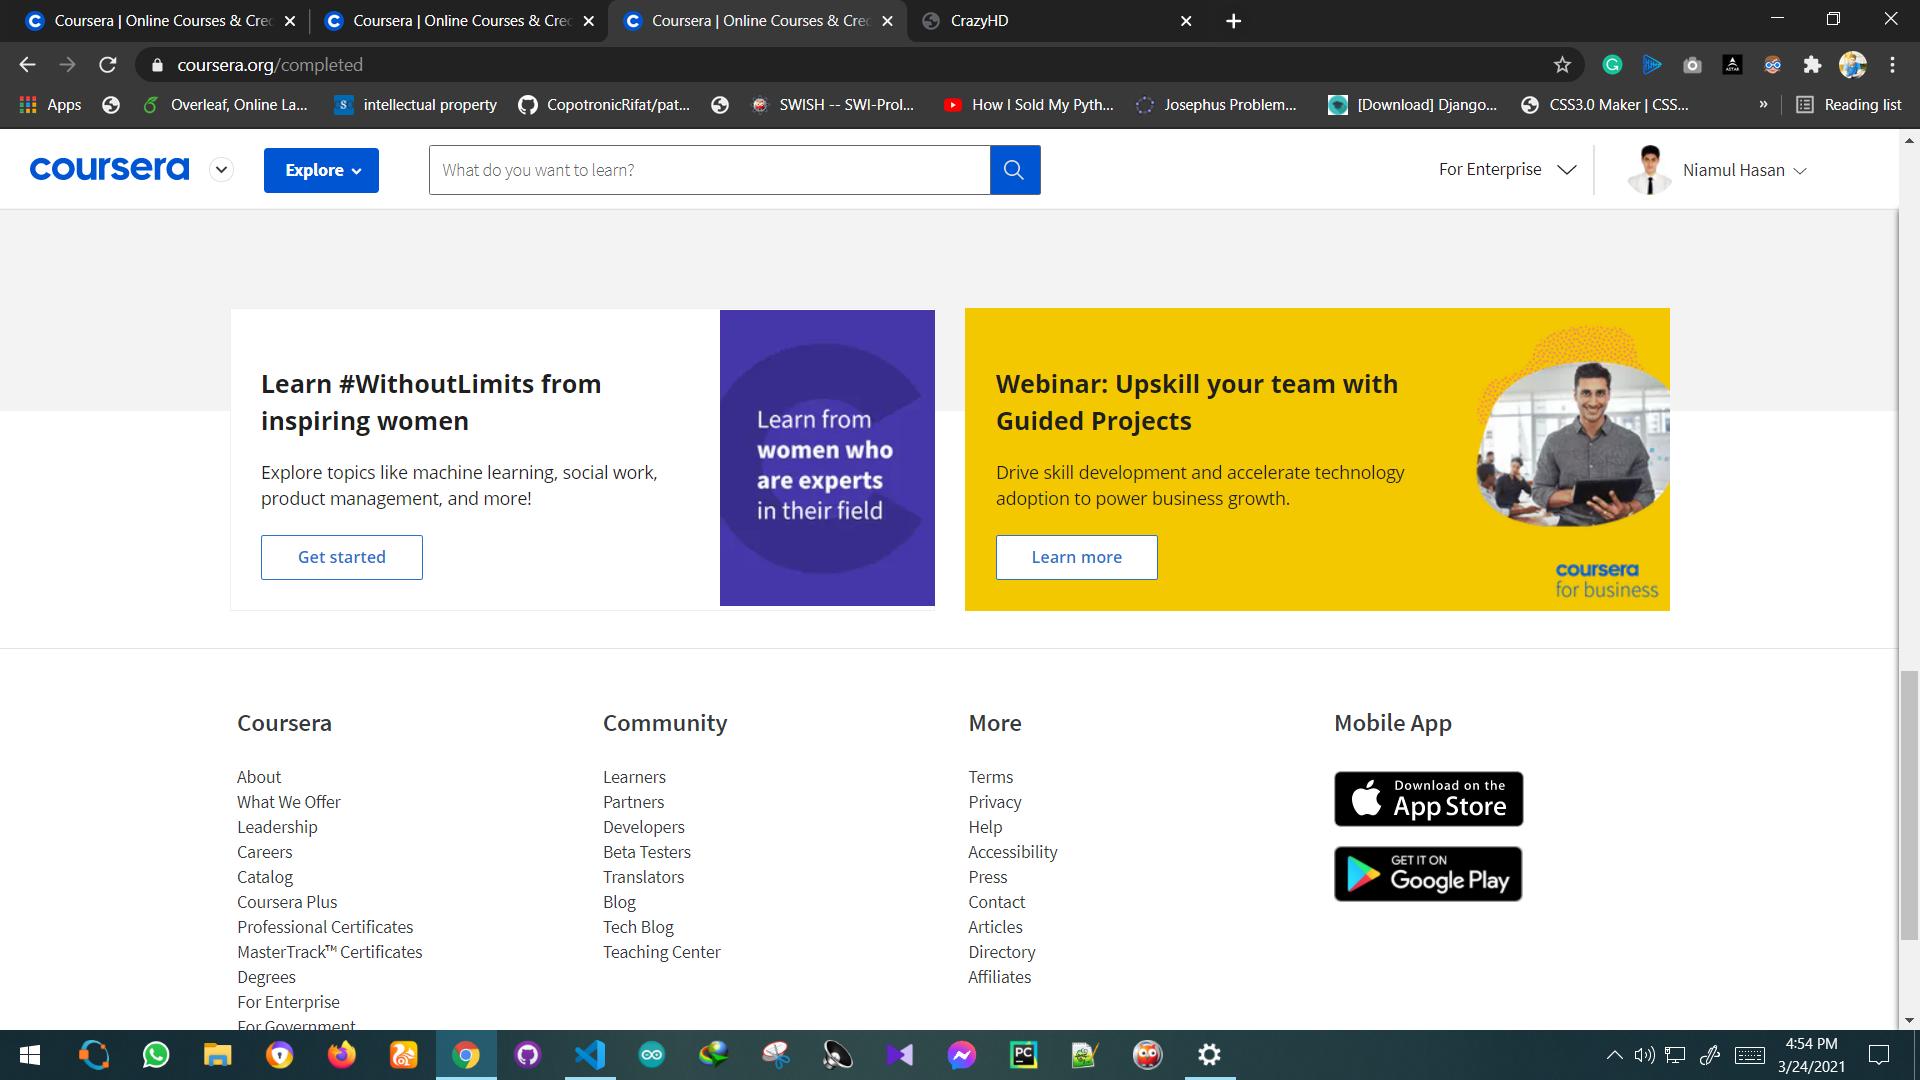 Coursera | Online Courses & Cred
Coursera | Online Courses & Cred
Coursera | Online Courses & Cred
CrazyHD
coursera.org/completed
Apps
Overleaf, Online La...
intellectual property
CopotronicRifat/pat...
SWISH -- SWI-Prol...
How I Sold My Pyth...
Josephus Problem...
[Download] Django...
CSS3.0 Maker | CSS...
»
Reading list
coursera
Explore
What do you want to learn?
For Enterprise
Niamul Hasan
Learn #WithoutLimits from
inspiring women
Explore topics like machine learning, social work,
product management, and more!
Get started
Learn from
women who
are experts
in their field
Webinar: Upskill your team with
Guided Projects
Drive skill development and accelerate technology
adoption to power business growth.
Learn more
coursera
for business
Coursera
About
What We Offer
Leadership
Careers
Catalog
Coursera Plus
Professional Certificates
MasterTrack™ Certificates
Degrees
For Enterprise
For Government
Community
Learners
Partners
Developers
Beta Testers
Translators
Blog
Tech Blog
Teaching Center
More
Terms
Privacy
Help
Accessibility
Press
Contact
Articles
Directory
Affiliates
Mobile App
Download on the
App Store
GET IT ON
Google Play
PC
4:54 PM
3/24/2021